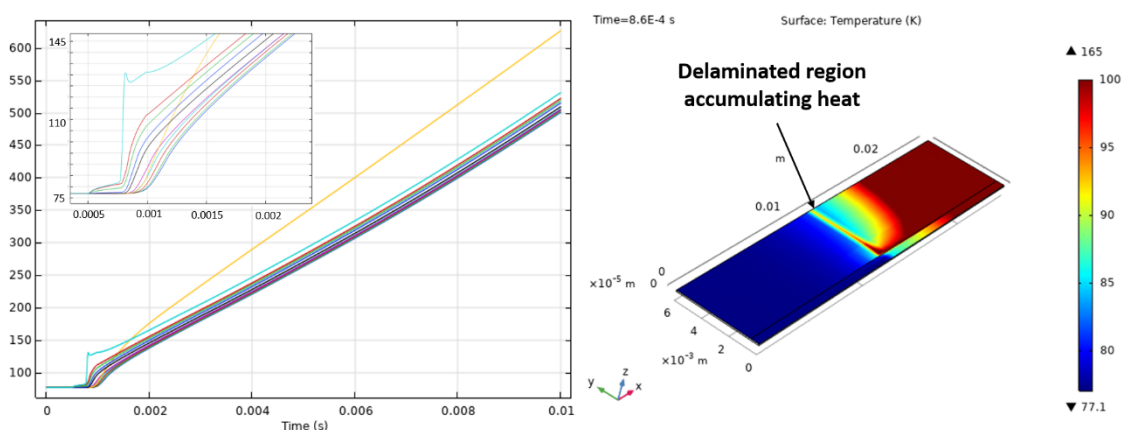 600
550
500
450
400
350
300
250
200
150
100
145
110
75
0.0005 0.001 0.0015 0.002
0 0.002 0.004 0.006 0.008 0.01
Time (s)
Time=8.6E-4 s Surface: Temperature (K)
Delaminated region
accumulating heat
m
0.02
0.01
0
×10⁻⁵ m
0
6
4
2
0
×10⁻³ m
y z x
▲ 165
100
95
90
85
80
▼ 77.1